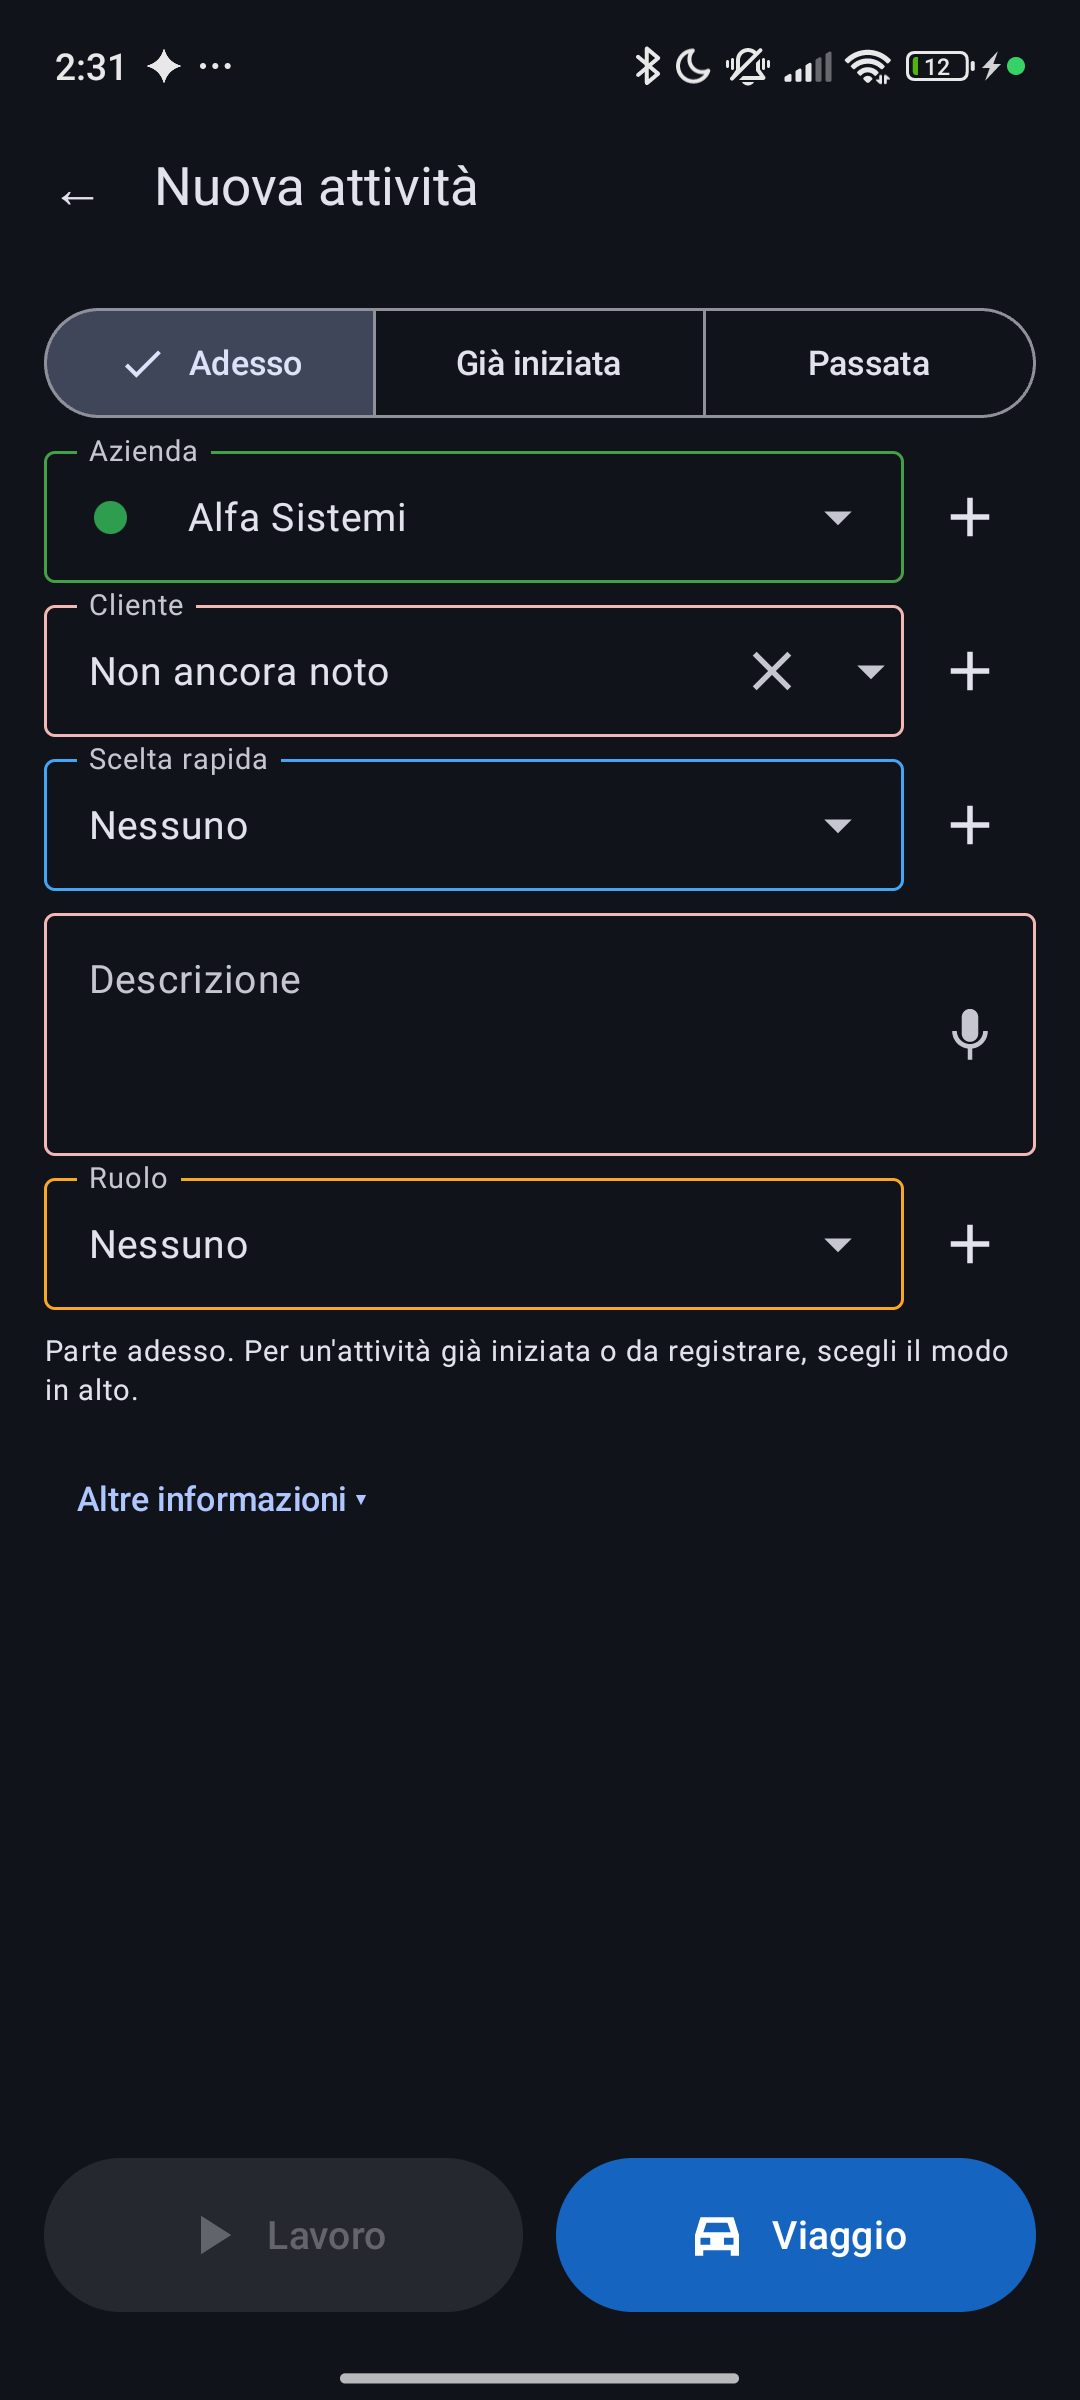 2:31
12
← Nuova attività
Adesso
Già iniziata
Passata
Azienda
Alfa Sistemi
Cliente
Non ancora noto
Scelta rapida
Nessuno
Descrizione
Ruolo
Nessuno
Parte adesso. Per un'attività già iniziata o da registrare, scegli il modo
in alto.
Altre informazioni ▾
Lavoro
Viaggio